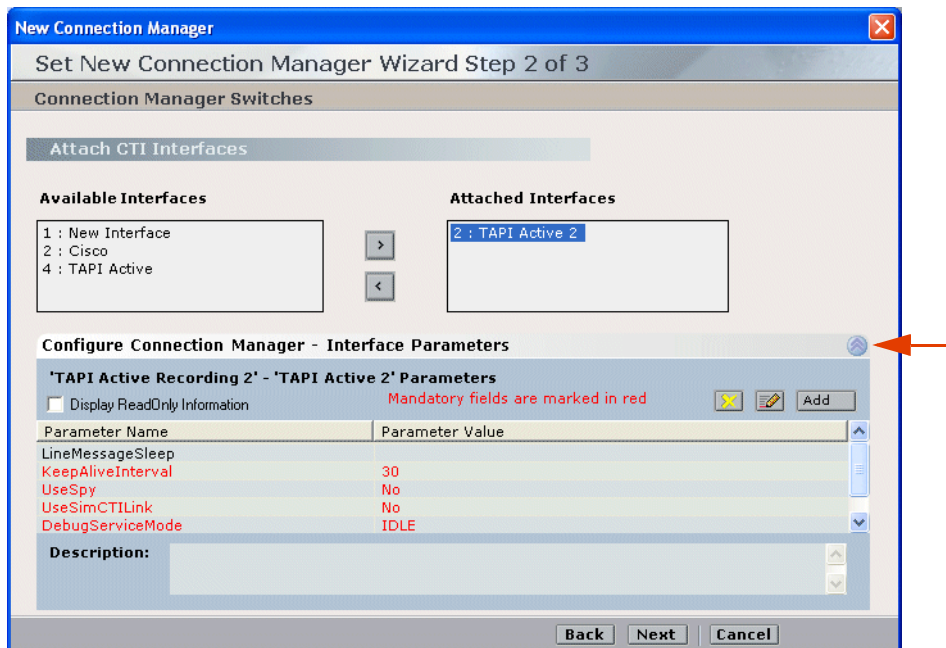 New Connection Manager
Set New Connection Manager Wizard Step 2 of 3
Connection Manager Switches
Attach CTI Interfaces
Available Interfaces
Attached Interfaces
1 : New Interface
2 : Cisco
4 : TAPI Active
>
<
2 : TAPI Active 2
Configure Connection Manager - Interface Parameters
'TAPI Active Recording 2' - 'TAPI Active 2' Parameters
Display ReadOnly Information
Mandatory fields are marked in red
Add
Parameter Name Parameter Value
LineMessageSleep
KeepAliveInterval 30
UseSpy No
UseSimCTILink No
DebugServiceMode IDLE
Description:
Back Next Cancel